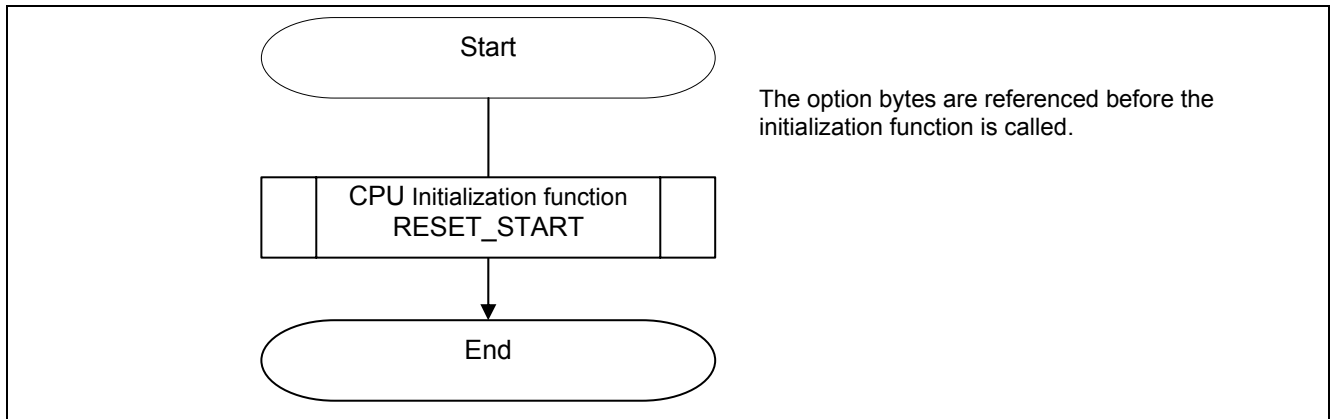 Start
The option bytes are referenced before the
initialization function is called.
CPU Initialization function
RESET_START
End